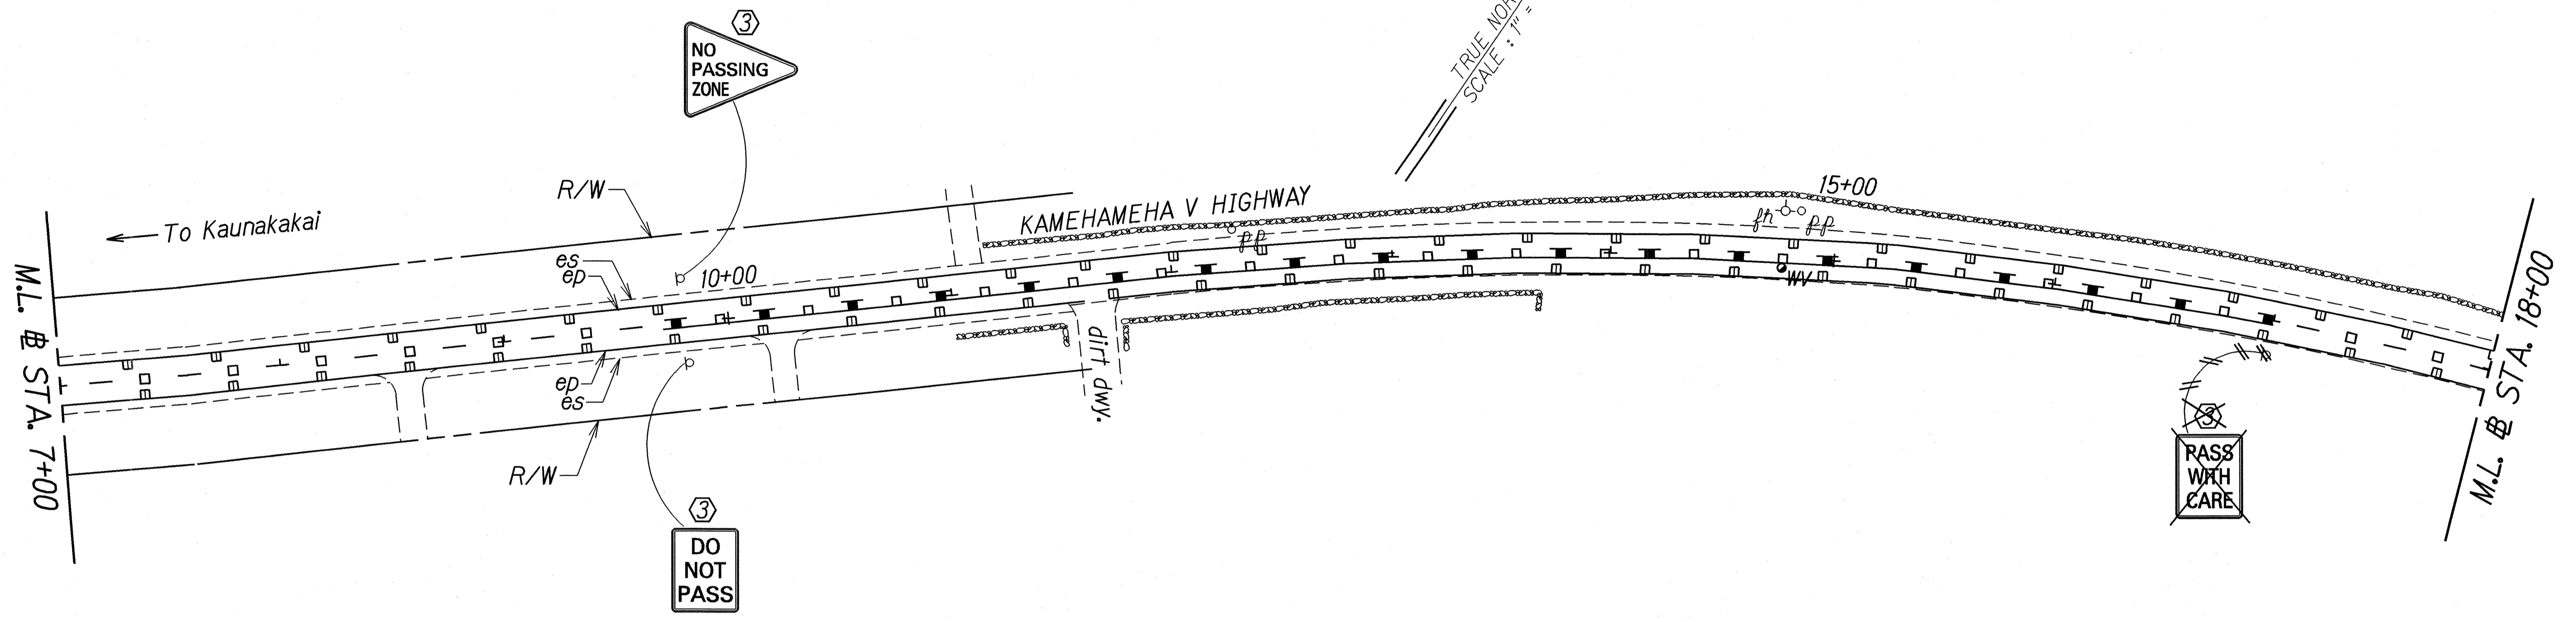 3
NO
PASSING
ZONE
TRUE NOR
SCALE : 1" =
R/W
To Kaunakakai
KAMEHAMEHA V HIGHWAY
15+00
fh
pp
pp
es
ep
10+00
M.L. ℄ STA. 7+00
WV
M.L. ℄ STA. 18+00
ep
es
dirt dwy.
R/W
3
DO
NOT
PASS
3
PASS
WITH
CARE